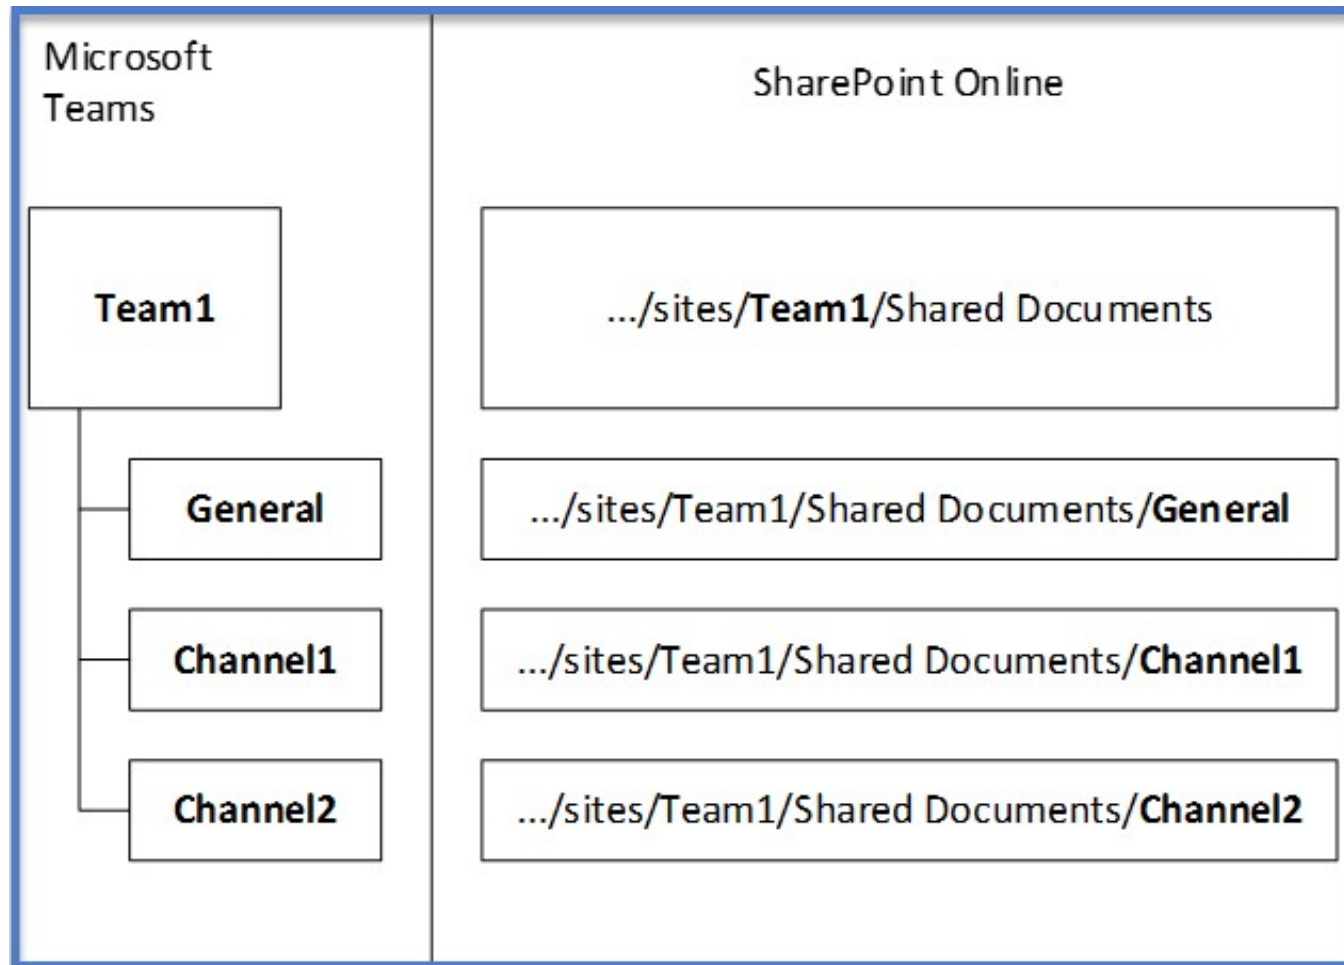 Microsoft
Teams
SharePoint Online
Team1
.../sites/Team1/Shared Documents
General
.../sites/Team1/Shared Documents/General
Channel1
.../sites/Team1/Shared Documents/Channel1
Channel2
.../sites/Team1/Shared Documents/Channel2